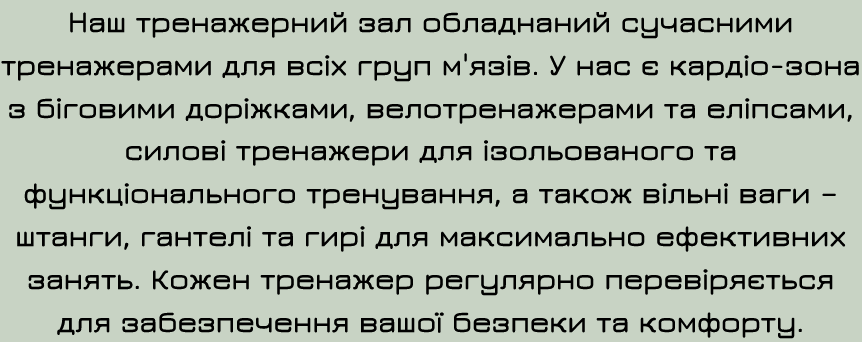 Наш тренажерний зал обладнаний сучасними
тренажерами для всіх груп м'язів. У нас є кардіо-зона
з біговими доріжками, велотренажерами та еліпсами,
силові тренажери для ізольованого та
функціонального тренування, а також вільні ваги –
штанги, гантелі та гирі для максимально ефективних
занять. Кожен тренажер регулярно перевіряється
для забезпечення вашої безпеки та комфорту.